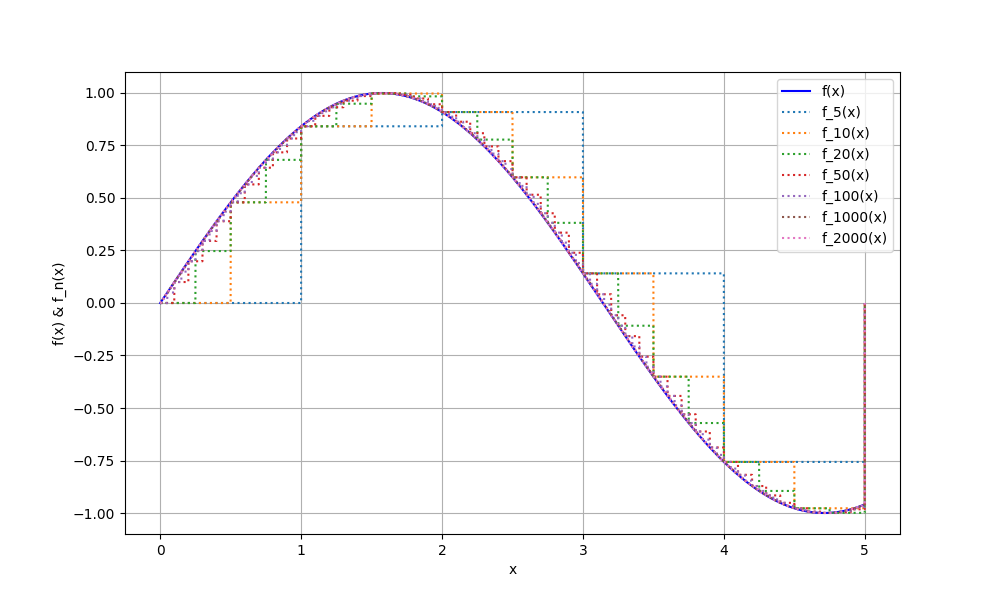 f(x) & f_n(x)
1.00
0.75
0.50
0.25
0.00
−0.25
−0.50
−0.75
−1.00
0
1
2
3
4
5
x
f(x)
f_5(x)
f_10(x)
f_20(x)
f_50(x)
f_100(x)
f_1000(x)
f_2000(x)